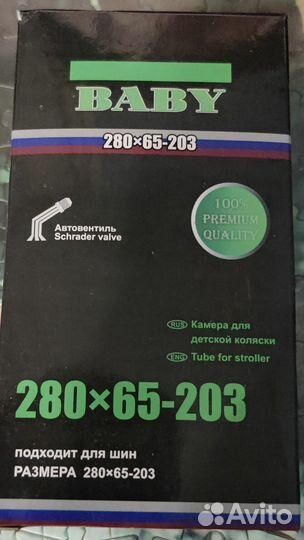 BABY
280×65-203
Автовентиль
Schrader valve
100%
PREMIUM
QUALITY
RUS Камера для
детской коляски
ENG Tube for stroller
280×65-203
ПОДХОДИТ ДЛЯ ШИН
РАЗМЕРА 280×65-203
Avito